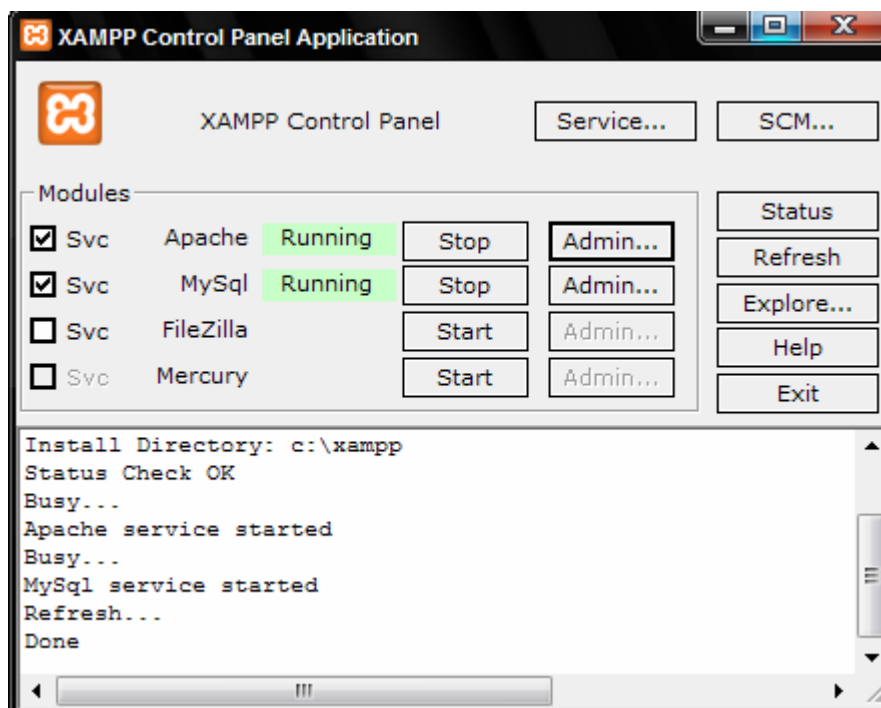 XAMPP Control Panel Application
XAMPP Control Panel
Service...
SCM...
Modules
Svc Apache Running Stop Admin...
Svc MySql Running Stop Admin...
Svc FileZilla Start Admin...
Svc Mercury Start Admin...
Status
Refresh
Explore...
Help
Exit
Install Directory: c:\xampp
Status Check OK
Busy...
Apache service started
Busy...
MySql service started
Refresh...
Done